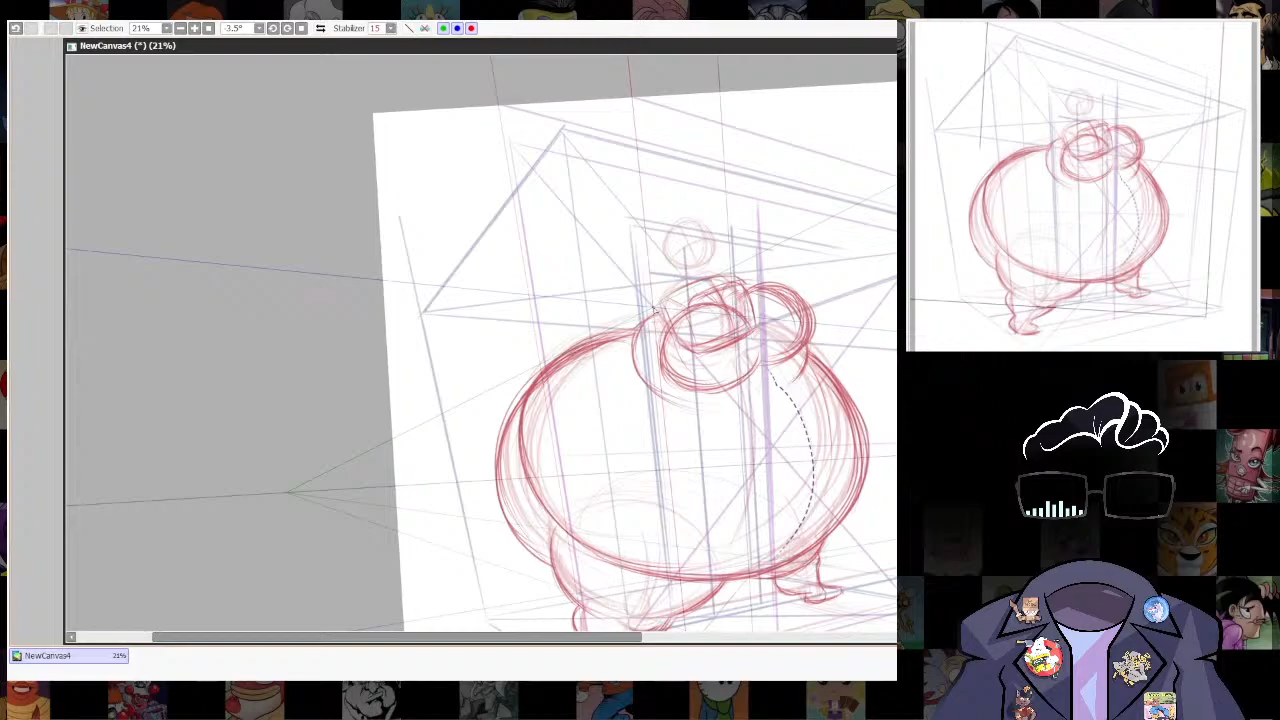 Selection 21% -3.5° Stabilizer 15
NewCanvas4 (*) (21%)
NewCanvas4 21%